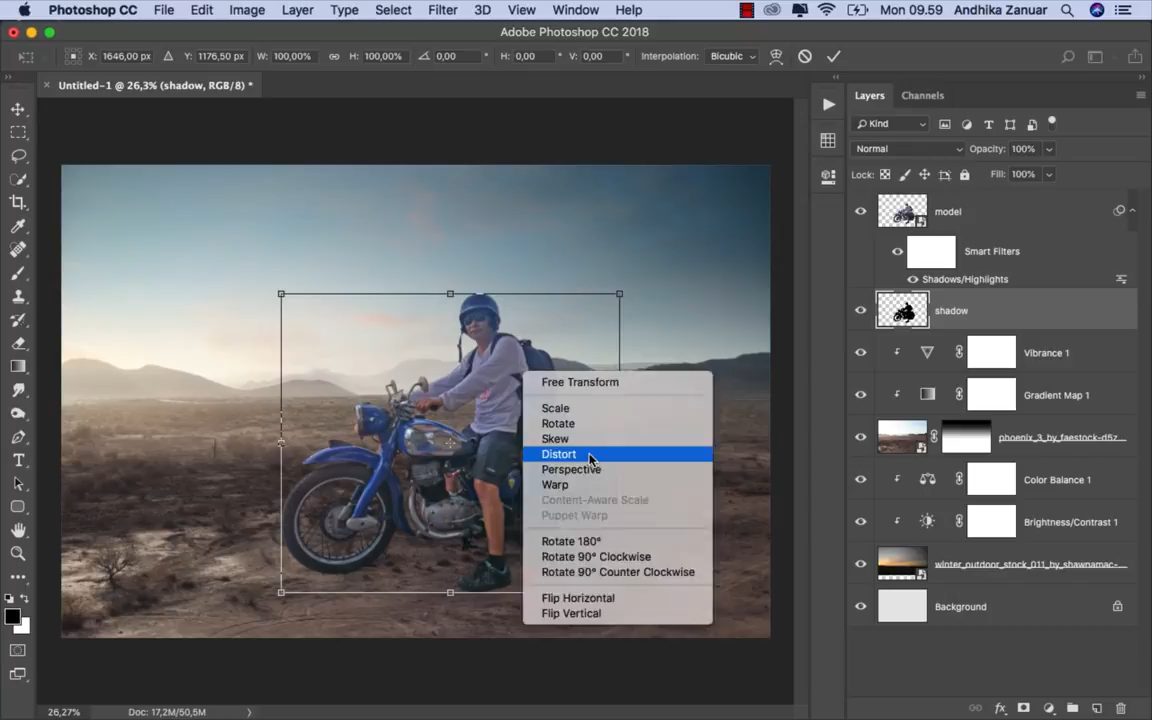 Photoshop CC File Edit Image Layer Type Select Filter 3D View Window Help Mon 09.59 Andhika Zanuar
Adobe Photoshop CC 2018
X: 1646,00 px Y: 1176,50 px W: 100,00% H: 100,00% 0,00 H: 0,00 V: 0,00 Interpolation: Bicubic
Untitled-1 @ 26,3% (shadow, RGB/8) *
Layers Channels
Kind
Normal Opacity: 100%
Lock: Fill: 100%
model
Smart Filters
Shadows/Highlights
shadow
Vibrance 1
Gradient Map 1
phoenix_3_by_faestock-d5z...
Color Balance 1
Brightness/Contrast 1
winter_outdoor_stock_011_by_shawnamac-...
Background
Free Transform
Scale
Rotate
Skew
Distort
Perspective
Warp
Content-Aware Scale
Puppet Warp
Rotate 180°
Rotate 90° Clockwise
Rotate 90° Counter Clockwise
Flip Horizontal
Flip Vertical
26,27% Doc: 17,2M/50,5M